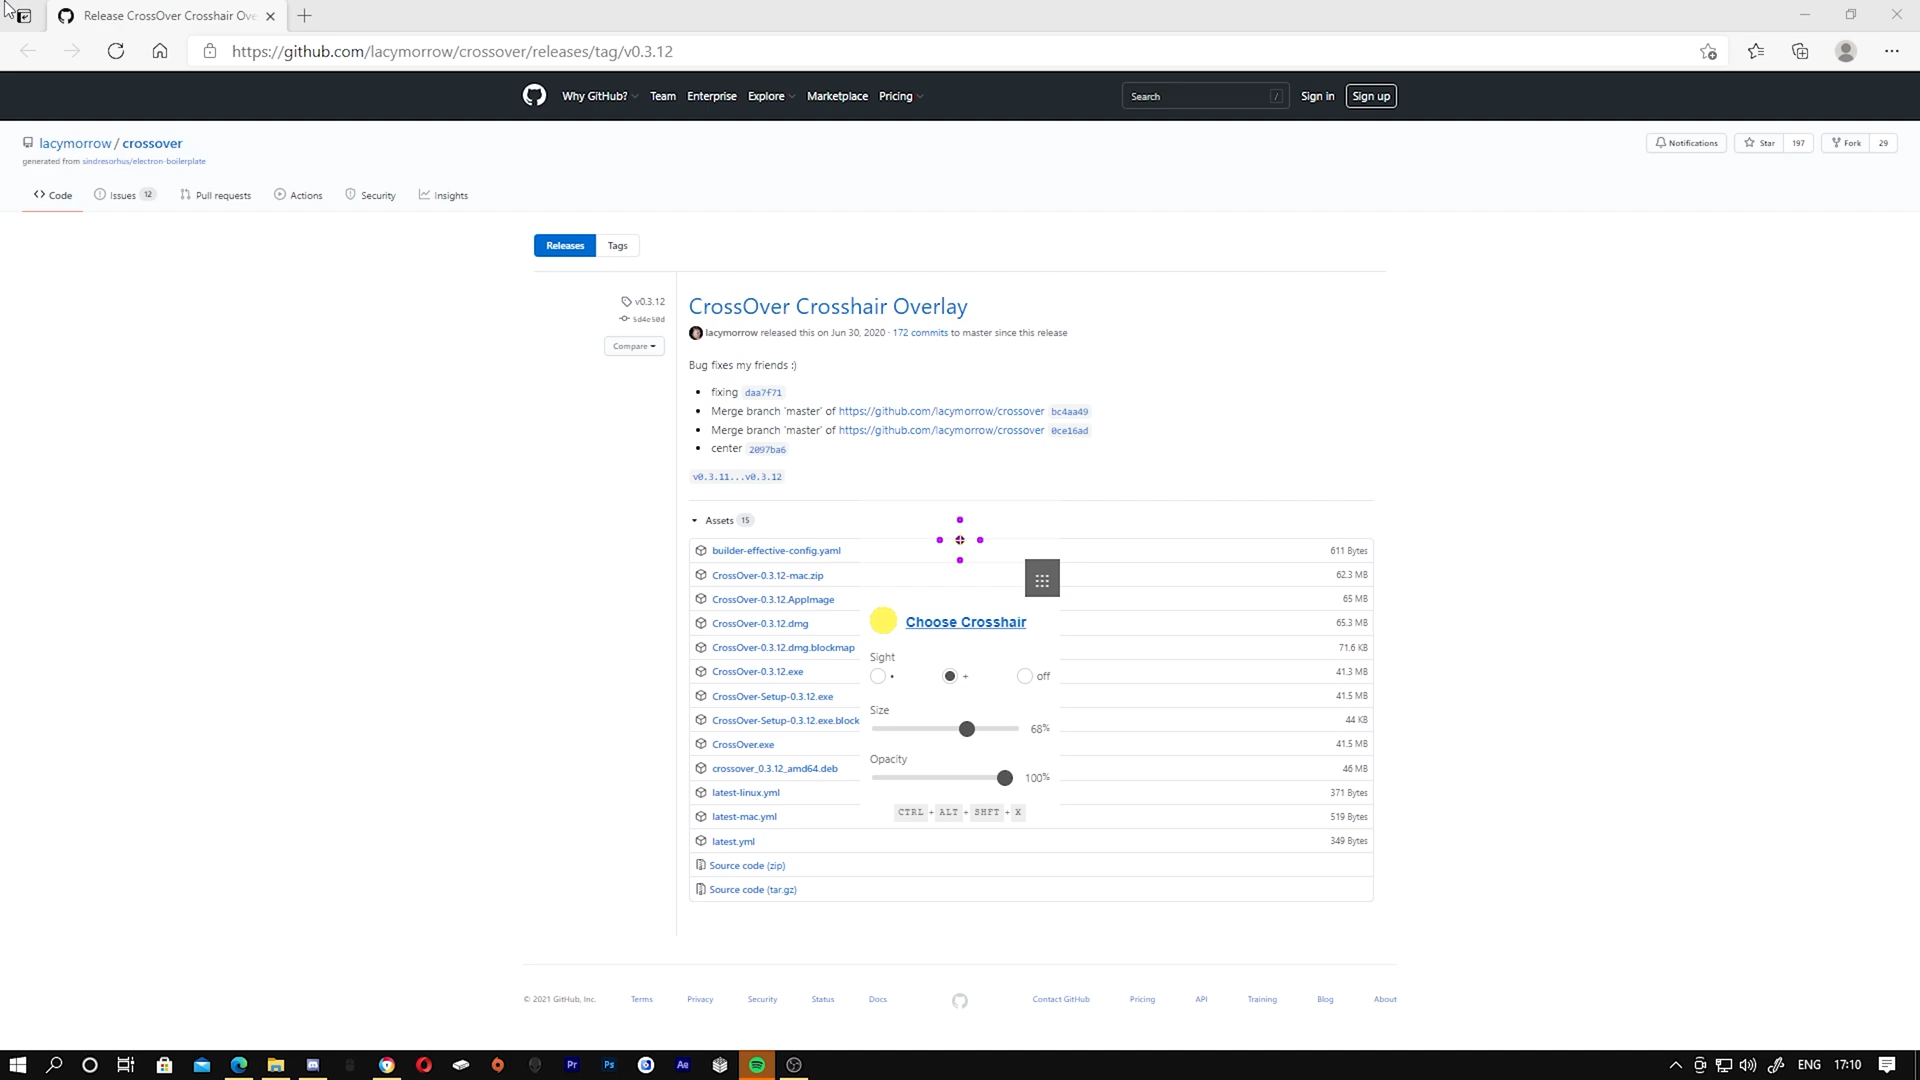 Release CrossOver Crosshair Ove
https://github.com/lacymorrow/crossover/releases/tag/v0.3.12
Why GitHub? Team Enterprise Explore Marketplace Pricing Search / Sign in Sign up
lacymorrow / crossover
generated from sindresorhus/electron-boilerplate
Notifications Star 197 Fork 29
Code Issues 12 Pull requests Actions Security Insights
Releases Tags
v0.3.12
5d4e50d
Compare
CrossOver Crosshair Overlay
lacymorrow released this on Jun 30, 2020 · 172 commits to master since this release
Bug fixes my friends :)
• fixing daa7f71
• Merge branch 'master' of https://github.com/lacymorrow/crossover bc4aa49
• Merge branch 'master' of https://github.com/lacymorrow/crossover 0ce16ad
• center 2097ba6
v0.3.11...v0.3.12
Assets 15
builder-effective-config.yaml 611 Bytes
CrossOver-0.3.12-mac.zip 62.3 MB
CrossOver-0.3.12.AppImage 65 MB
CrossOver-0.3.12.dmg 65.3 MB
CrossOver-0.3.12.dmg.blockmap 71.6 KB
CrossOver-0.3.12.exe 41.3 MB
CrossOver-Setup-0.3.12.exe 41.5 MB
CrossOver-Setup-0.3.12.exe.block 44 KB
CrossOver.exe 41.5 MB
crossover_0.3.12_amd64.deb 46 MB
latest-linux.yml 371 Bytes
latest-mac.yml 519 Bytes
latest.yml 349 Bytes
Source code (zip)
Source code (tar.gz)
Choose Crosshair
Sight
• + off
Size
68%
Opacity
100%
CTRL + ALT + SHFT + X
© 2021 GitHub, Inc. Terms Privacy Security Status Docs Contact GitHub Pricing API Training Blog About
Pr Ps Ae ENG 17:10